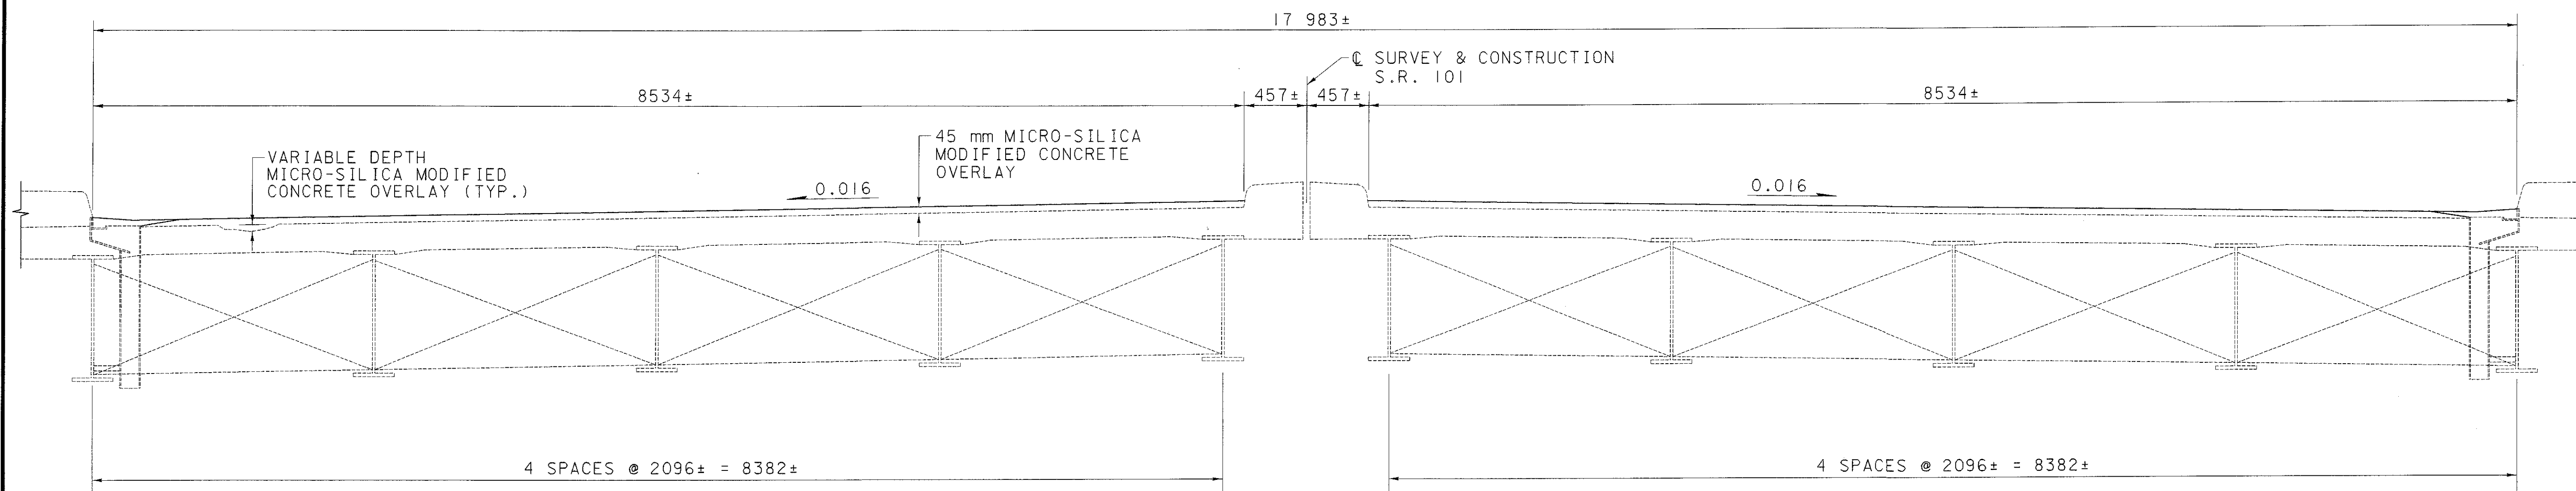 17 983±
℄ SURVEY & CONSTRUCTION
S.R. 101
8534±
457±
457±
8534±
45 mm MICRO-SILICA
MODIFIED CONCRETE
OVERLAY
VARIABLE DEPTH
MICRO-SILICA MODIFIED
CONCRETE OVERLAY (TYP.)
0.016
0.016
4 SPACES @ 2096± = 8382±
4 SPACES @ 2096± = 8382±